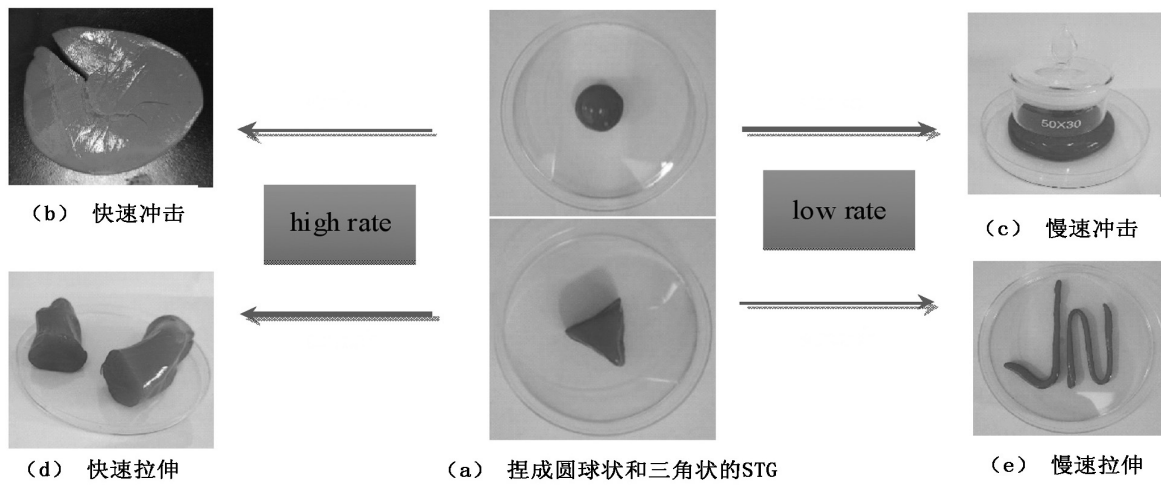 50X30
(b) 快速冲击
high rate
low rate
(c) 慢速冲击
(d) 快速拉伸
(a) 捏成圆球状和三角状的STG
(e) 慢速拉伸